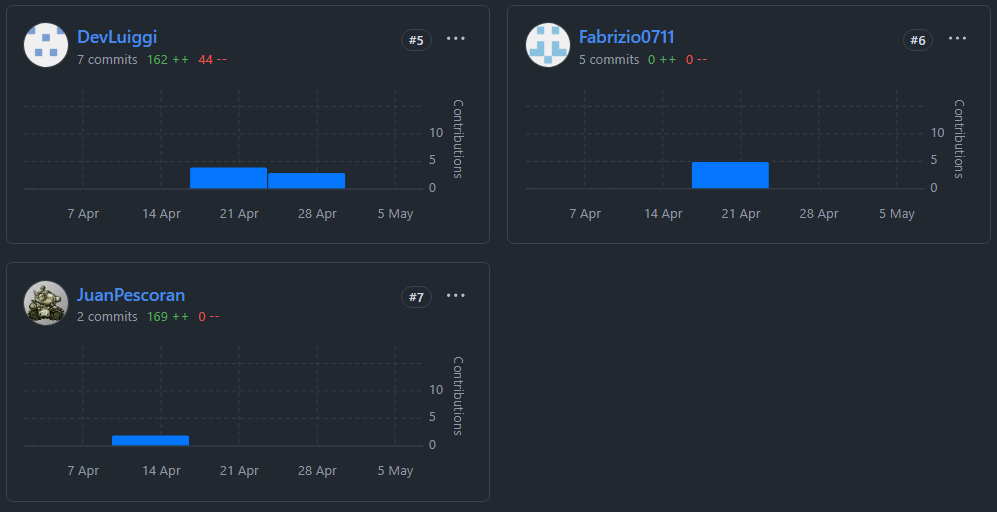 DevLuiggi
#5
7 commits 162 ++ 44 --
Contributions
10
5
0
7 Apr 14 Apr 21 Apr 28 Apr 5 May
Fabrizio0711
#6
5 commits 0 ++ 0 --
Contributions
10
5
0
7 Apr 14 Apr 21 Apr 28 Apr 5 May
JuanPescoran
#7
2 commits 169 ++ 0 --
Contributions
10
5
0
7 Apr 14 Apr 21 Apr 28 Apr 5 May